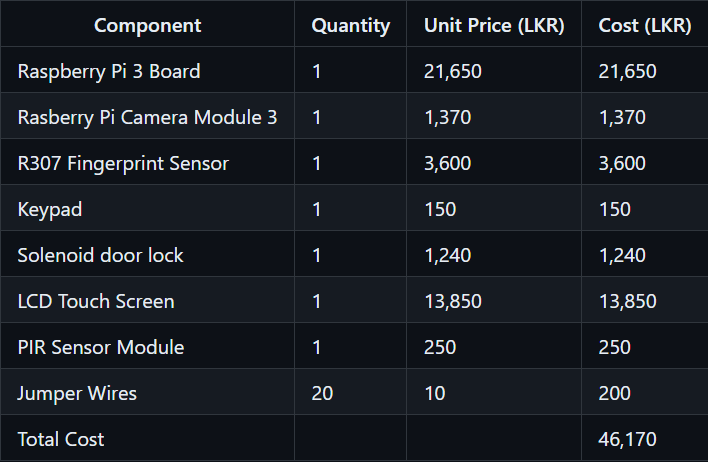 Component Quantity Unit Price (LKR) Cost (LKR)
Raspberry Pi 3 Board 1 21,650 21,650
Rasberry Pi Camera Module 3 1 1,370 1,370
R307 Fingerprint Sensor 1 3,600 3,600
Keypad 1 150 150
Solenoid door lock 1 1,240 1,240
LCD Touch Screen 1 13,850 13,850
PIR Sensor Module 1 250 250
Jumper Wires 20 10 200
Total Cost 46,170